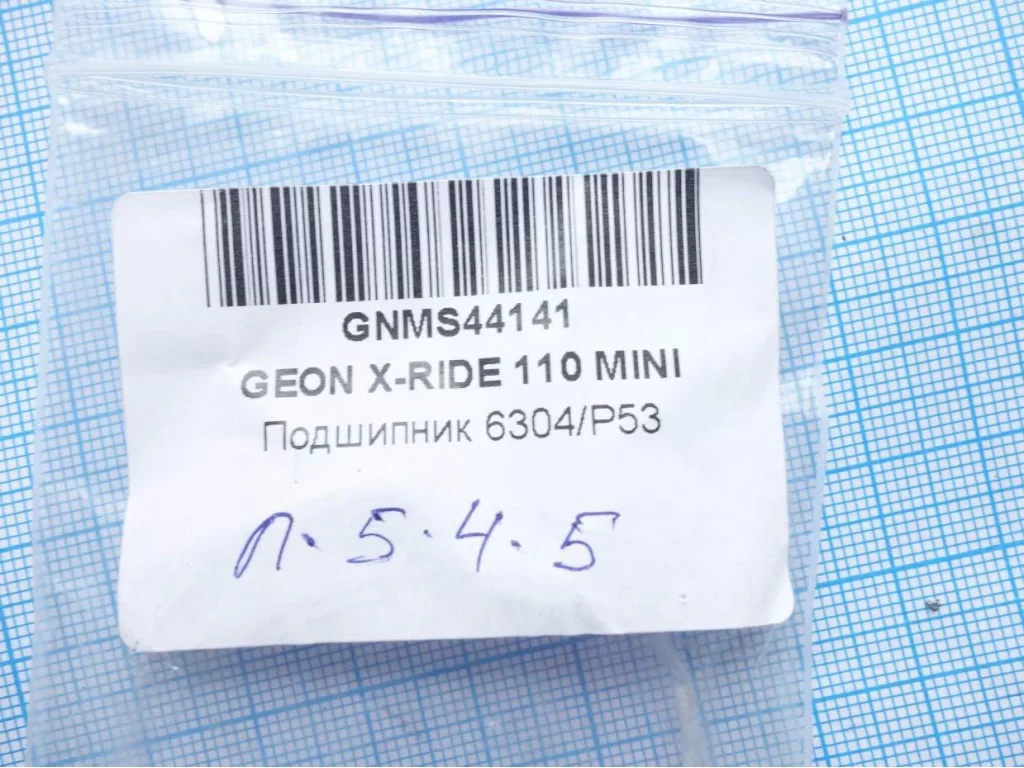 GNMS44141
GEON X-RIDE 110 MINI
Подшипник 6304/P53
Л. 5. 4. 5